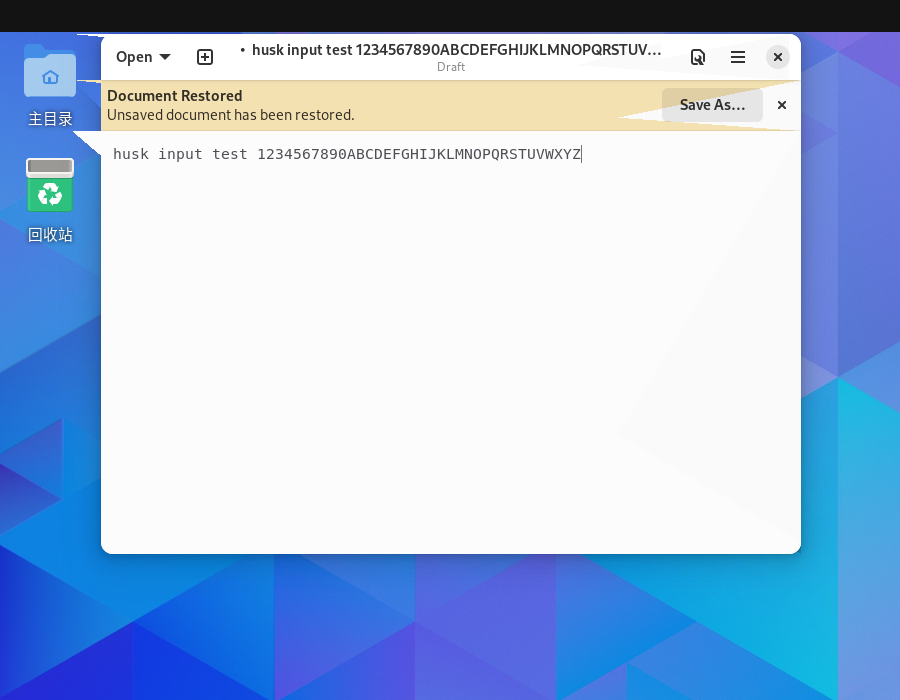 主目录
回收站
Open
• husk input test 1234567890ABCDEFGHIJKLMNOPQRSTUV...
Draft
Document Restored
Unsaved document has been restored.
Save As...
husk input test 1234567890ABCDEFGHIJKLMNOPQRSTUVWXYZ